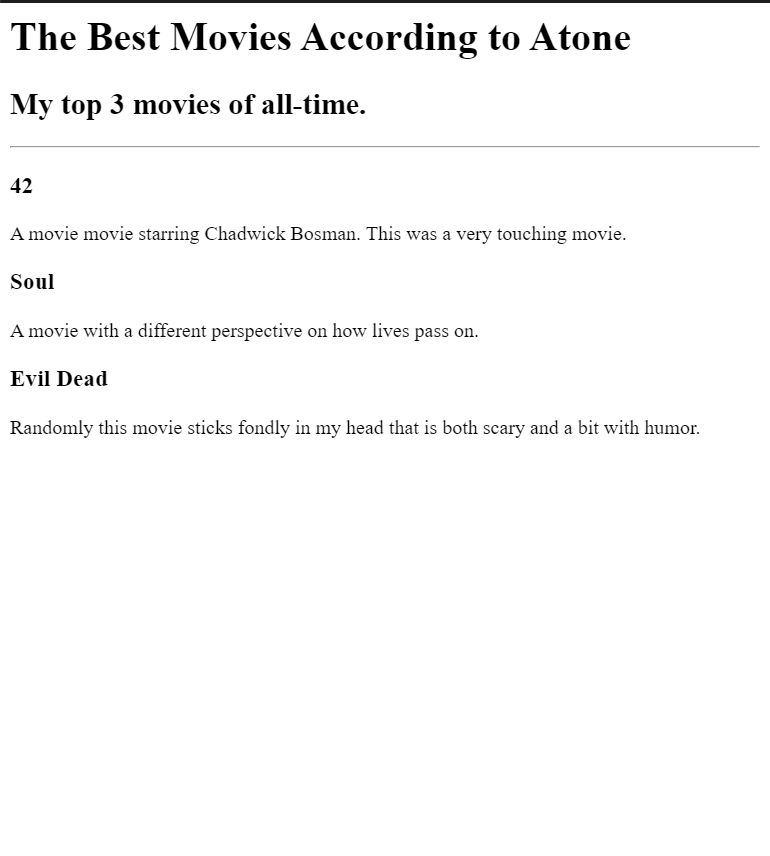 The Best Movies According to Atone
My top 3 movies of all-time.
42
A movie movie starring Chadwick Bosman. This was a very touching movie.
Soul
A movie with a different perspective on how lives pass on.
Evil Dead
Randomly this movie sticks fondly in my head that is both scary and a bit with humor.